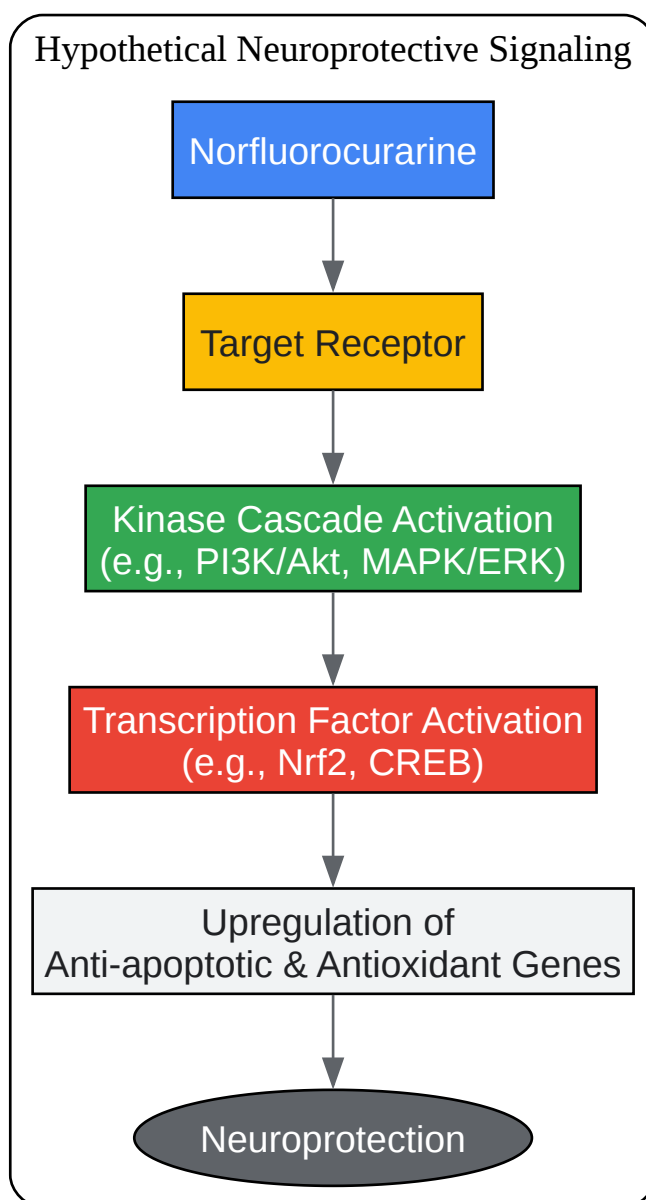 Hypothetical Neuroprotective Signaling
Norfluorocurarine
Target Receptor
Kinase Cascade Activation
(e.g., PI3K/Akt, MAPK/ERK)
Transcription Factor Activation
(e.g., Nrf2, CREB)
Upregulation of
Anti-apoptotic & Antioxidant Genes
Neuroprotection